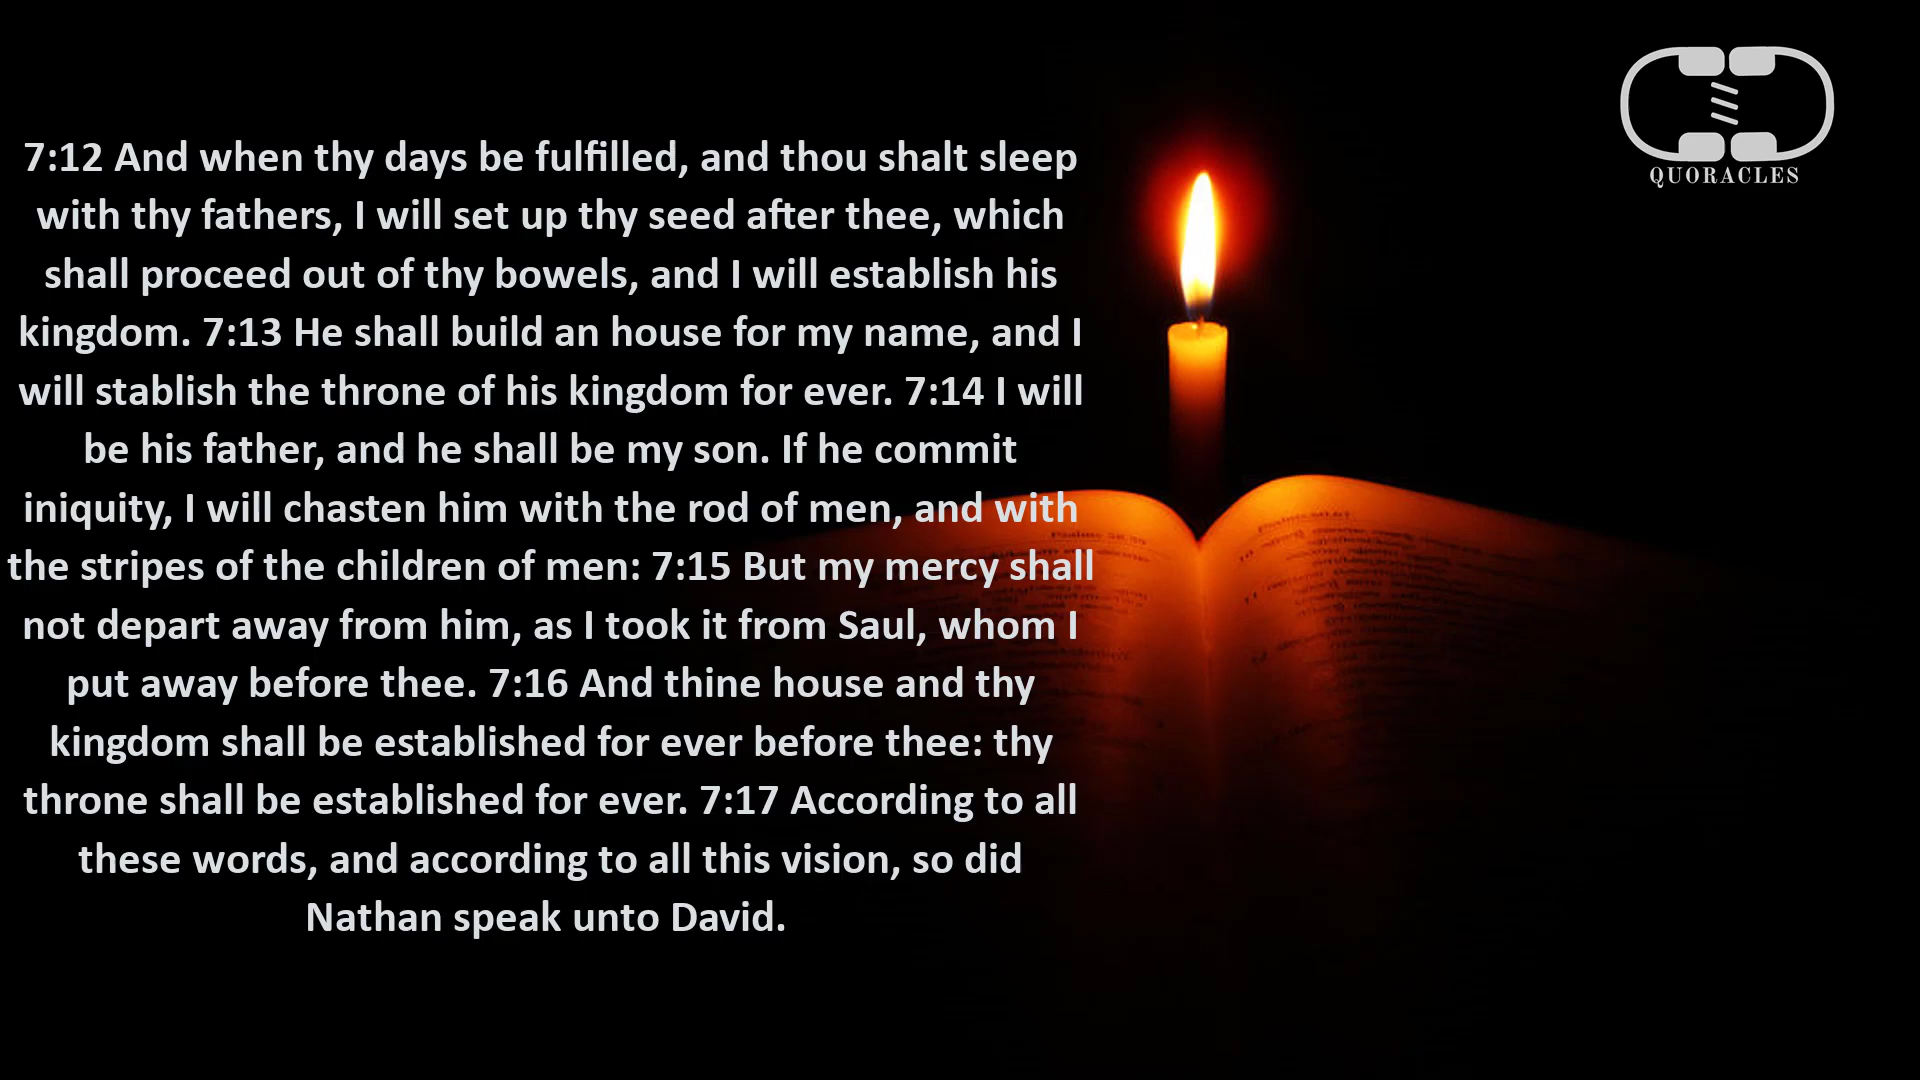 7:12 And when thy days be fulfilled, and thou shalt sleep
with thy fathers, I will set up thy seed after thee, which
shall proceed out of thy bowels, and I will establish his
kingdom. 7:13 He shall build an house for my name, and I
will stablish the throne of his kingdom for ever. 7:14 I will
be his father, and he shall be my son. If he commit
iniquity, I will chasten him with the rod of men, and with
the stripes of the children of men: 7:15 But my mercy shall
not depart away from him, as I took it from Saul, whom I
put away before thee. 7:16 And thine house and thy
kingdom shall be established for ever before thee: thy
throne shall be established for ever. 7:17 According to all
these words, and according to all this vision, so did
Nathan speak unto David.
QUORACLES